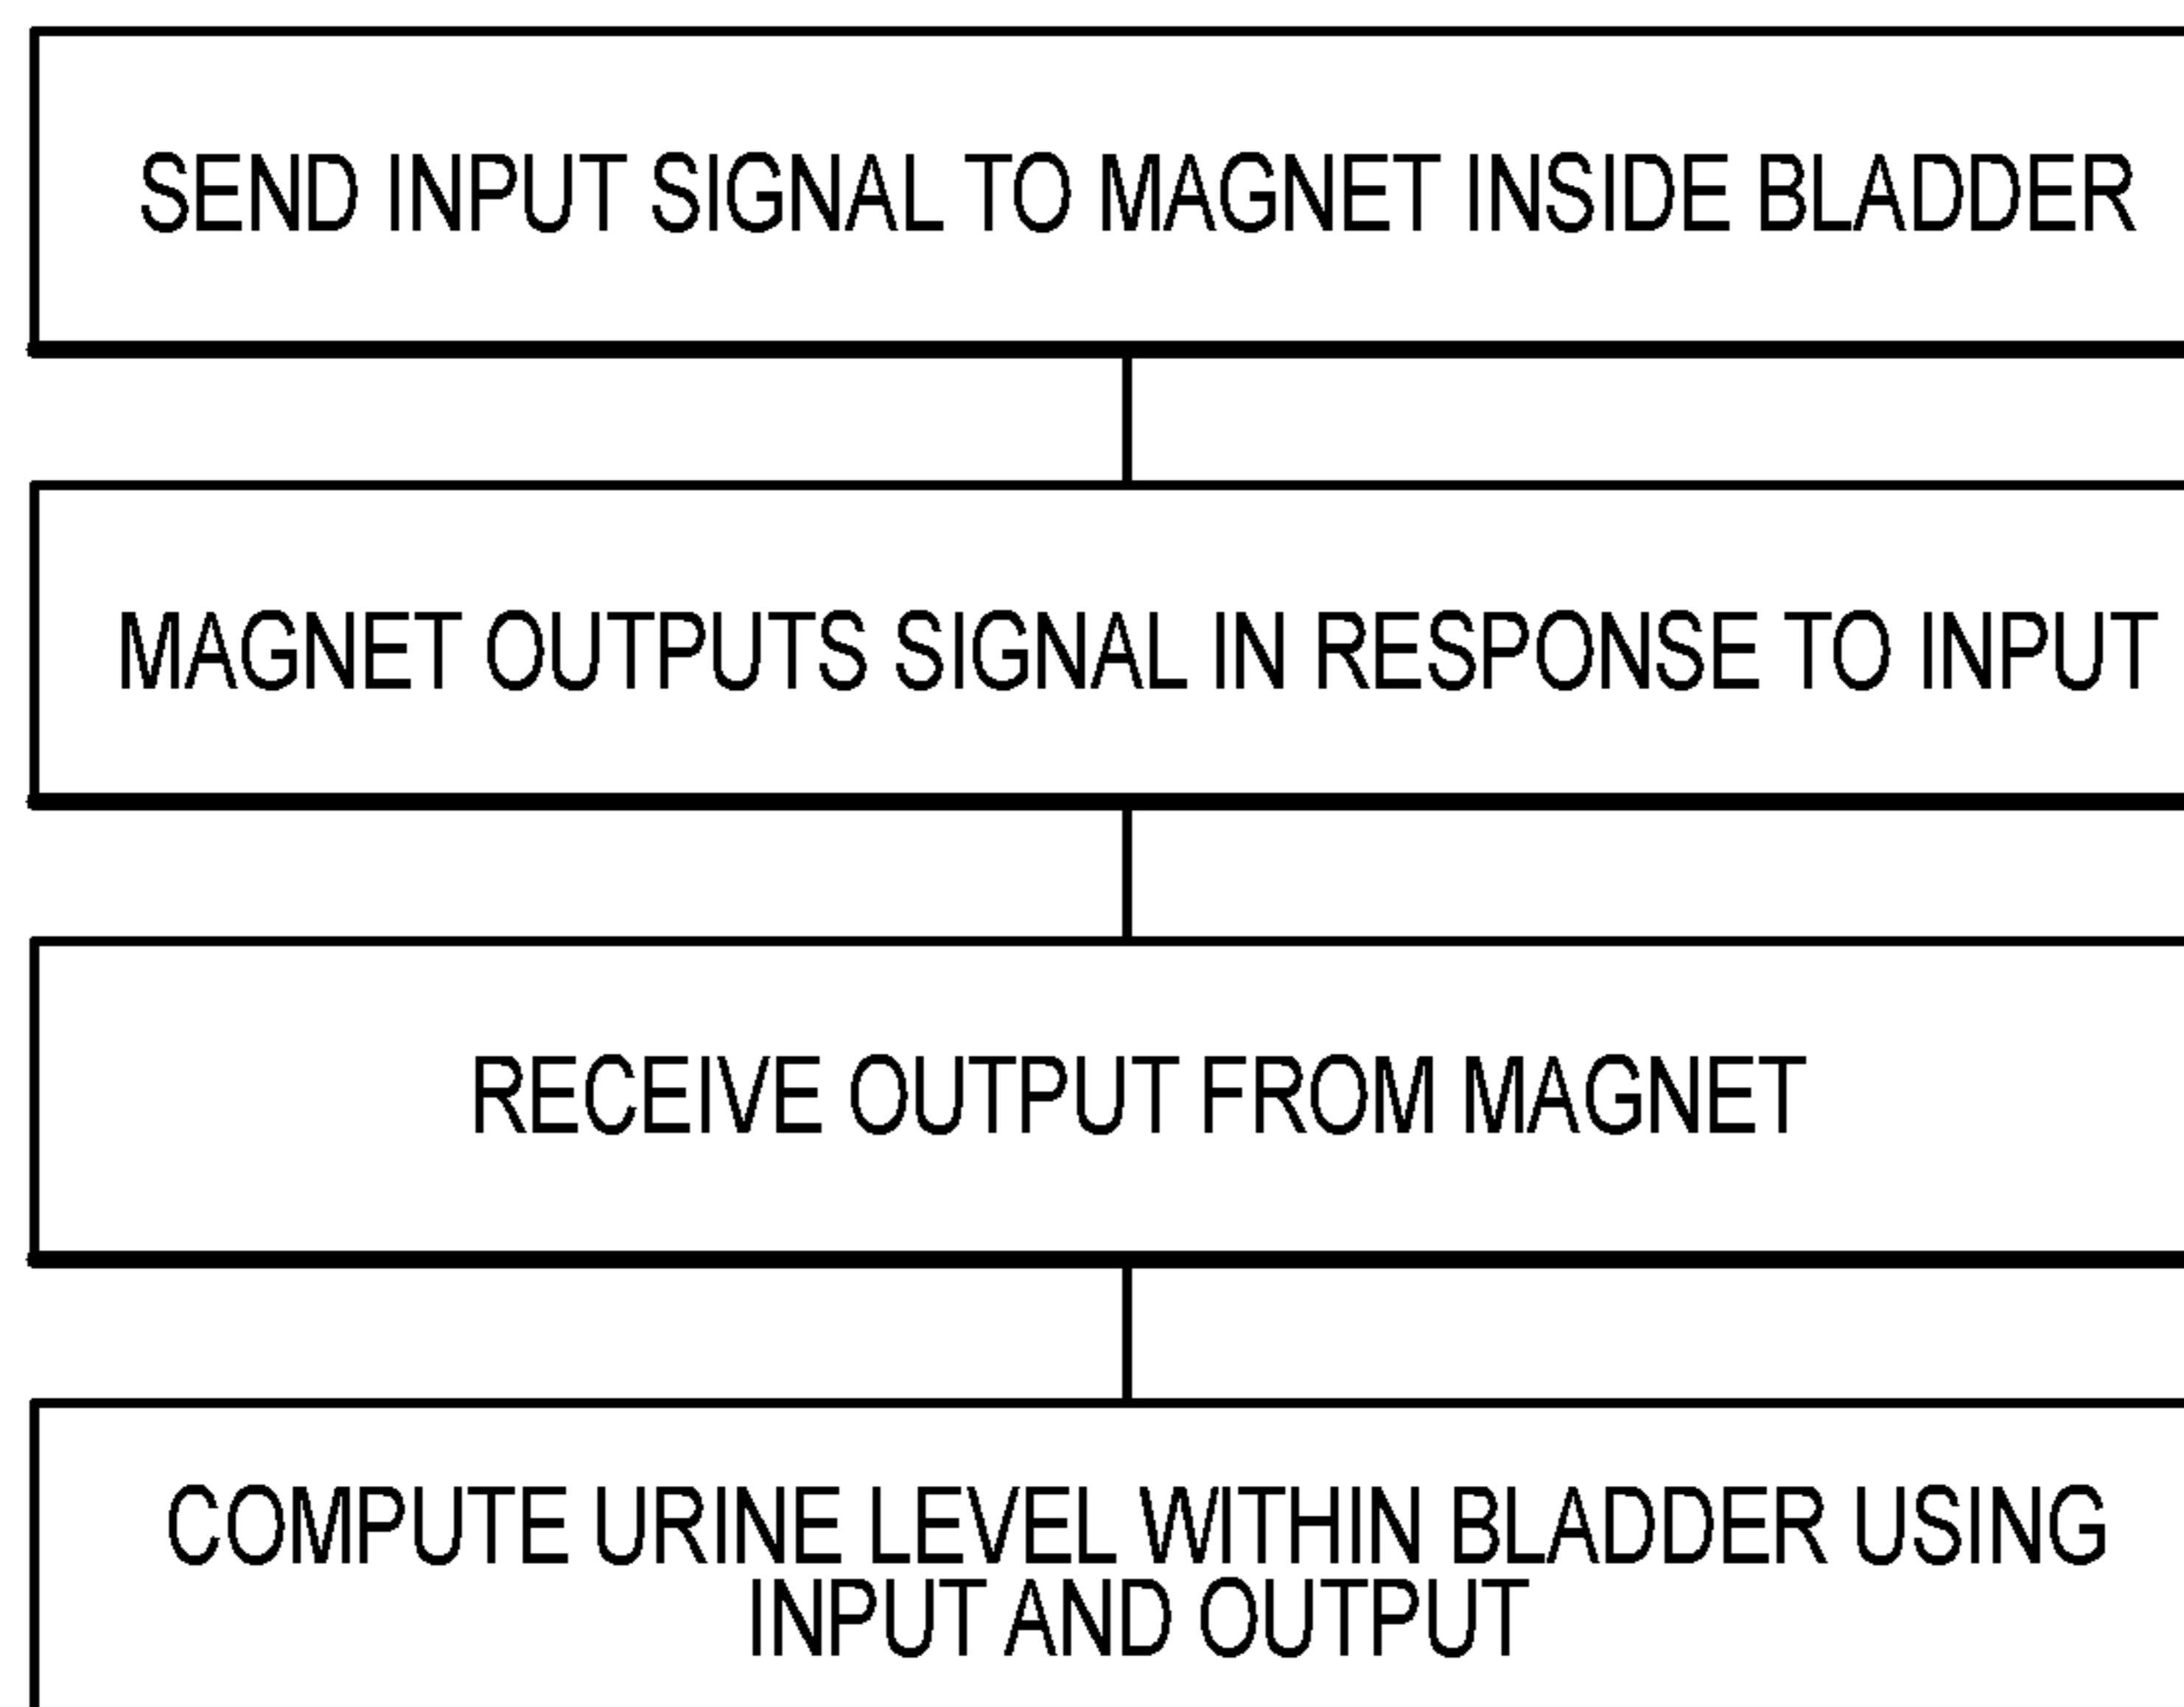 SEND INPUT SIGNAL TO MAGNET INSIDE BLADDER
MAGNET OUTPUTS SIGNAL IN RESPONSE TO INPUT
RECEIVE OUTPUT FROM MAGNET
COMPUTE URINE LEVEL WITHIN BLADDER USING
INPUT AND OUTPUT